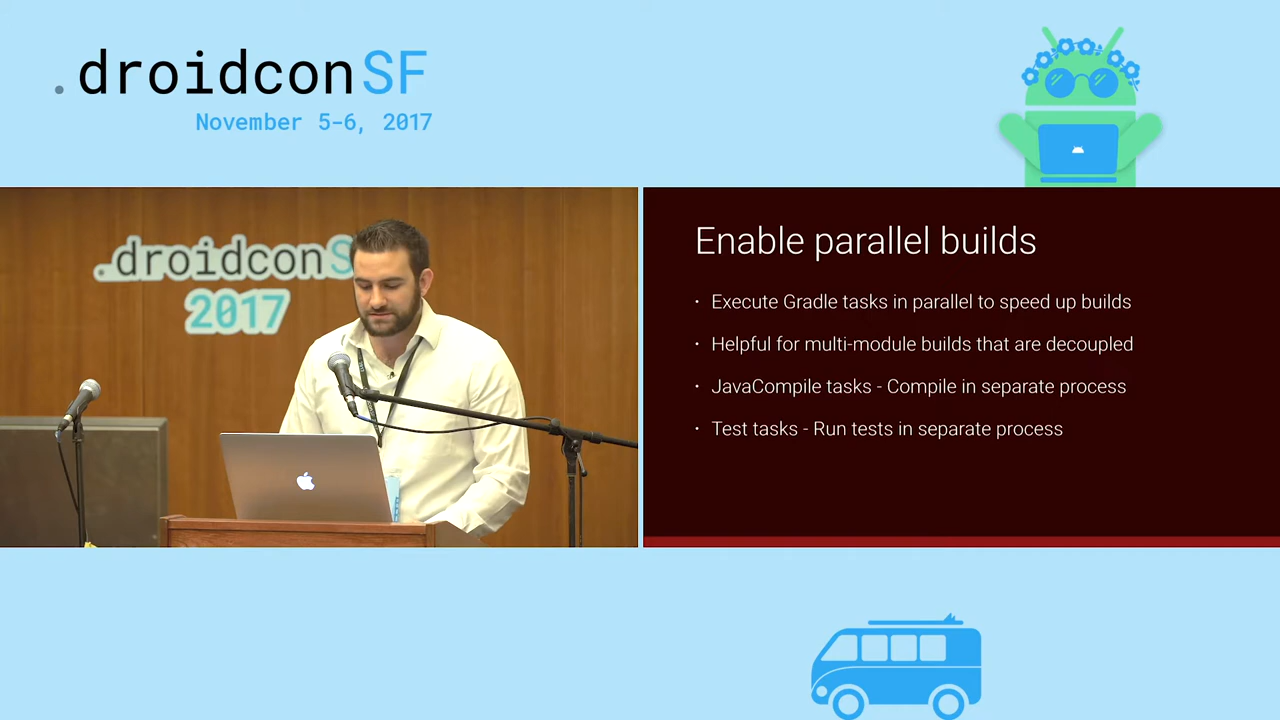 .droidconSF
November 5-6, 2017
.droidconS
2017
Enable parallel builds
• Execute Gradle tasks in parallel to speed up builds
• Helpful for multi-module builds that are decoupled
• JavaCompile tasks - Compile in separate process
• Test tasks - Run tests in separate process